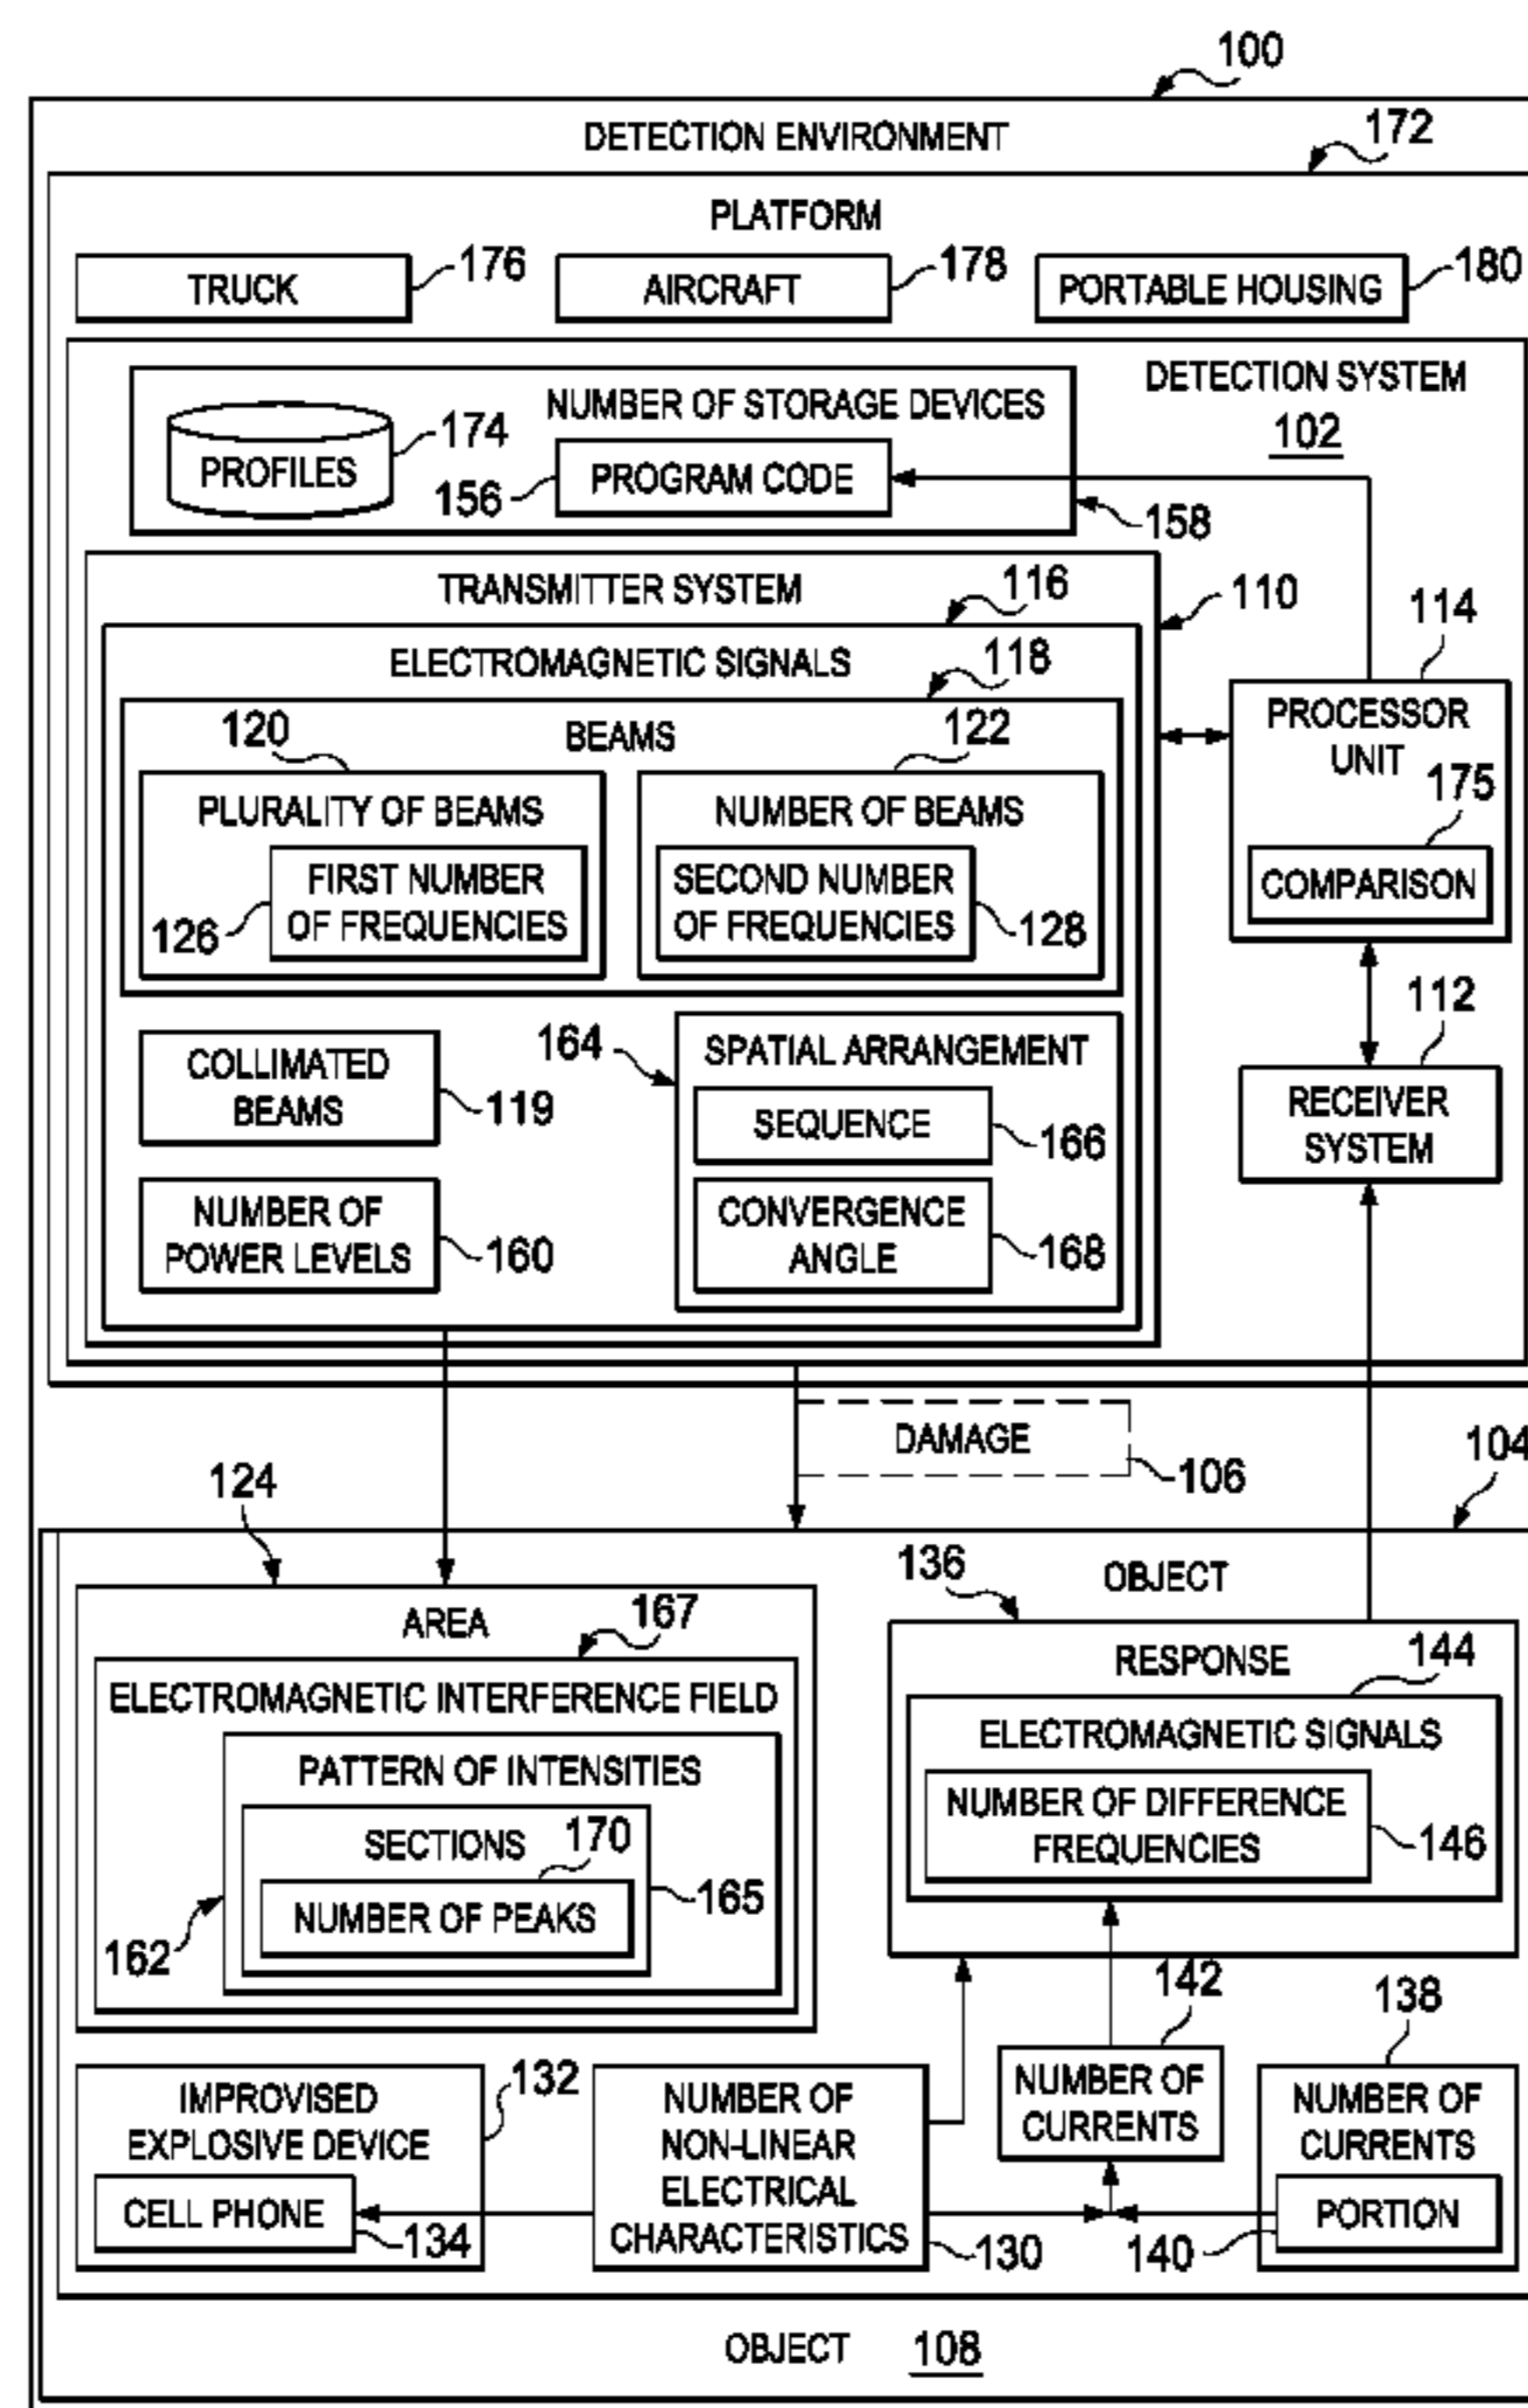 100
DETECTION ENVIRONMENT
172
PLATFORM
TRUCK
176
AIRCRAFT
178
PORTABLE HOUSING
180
DETECTION SYSTEM
102
NUMBER OF STORAGE DEVICES
PROFILES
174
156
PROGRAM CODE
158
TRANSMITTER SYSTEM
116
110
114
ELECTROMAGNETIC SIGNALS
118
120
BEAMS
122
PROCESSOR
UNIT
175
COMPARISON
PLURALITY OF BEAMS
FIRST NUMBER
OF FREQUENCIES
126
NUMBER OF BEAMS
SECOND NUMBER
OF FREQUENCIES
128
112
COLLIMATED
BEAMS
119
164
SPATIAL ARRANGEMENT
SEQUENCE
166
RECEIVER
SYSTEM
NUMBER OF
POWER LEVELS
160
CONVERGENCE
ANGLE
168
DAMAGE
106
104
124
136
OBJECT
AREA
167
ELECTROMAGNETIC INTERFERENCE FIELD
PATTERN OF INTENSITIES
SECTIONS
170
NUMBER OF PEAKS
165
162
RESPONSE
144
ELECTROMAGNETIC SIGNALS
NUMBER OF DIFFERENCE
FREQUENCIES
146
142
138
IMPROVISED
EXPLOSIVE DEVICE
132
CELL PHONE
134
NUMBER OF
NON-LINEAR
ELECTRICAL
CHARACTERISTICS
130
NUMBER OF
CURRENTS
NUMBER OF
CURRENTS
PORTION
140
OBJECT
108